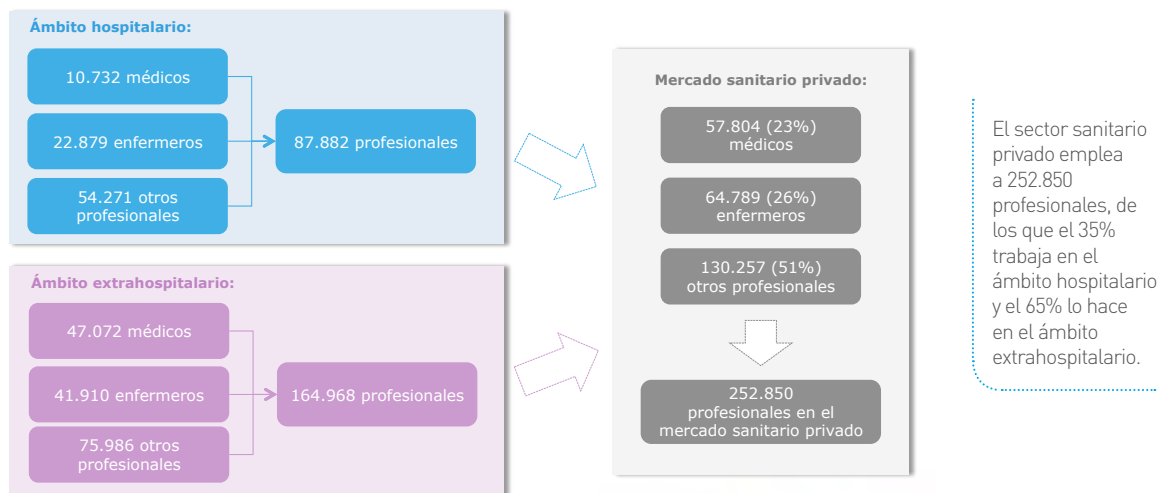 Ámbito hospitalario:
10.732 médicos
22.879 enfermeros
54.271 otros
profesionales
87.882 profesionales
Ámbito extrahospitalario:
47.072 médicos
41.910 enfermeros
75.986 otros
profesionales
164.968 profesionales
Mercado sanitario privado:
57.804 (23%)
médicos
64.789 (26%)
enfermeros
130.257 (51%)
otros profesionales
252.850
profesionales en el
mercado sanitario privado
El sector sanitario
privado emplea
a 252.850
profesionales, de
los que el 35%
trabaja en el
ámbito hospitalario
y el 65% lo hace
en el ámbito
extrahospitalario.